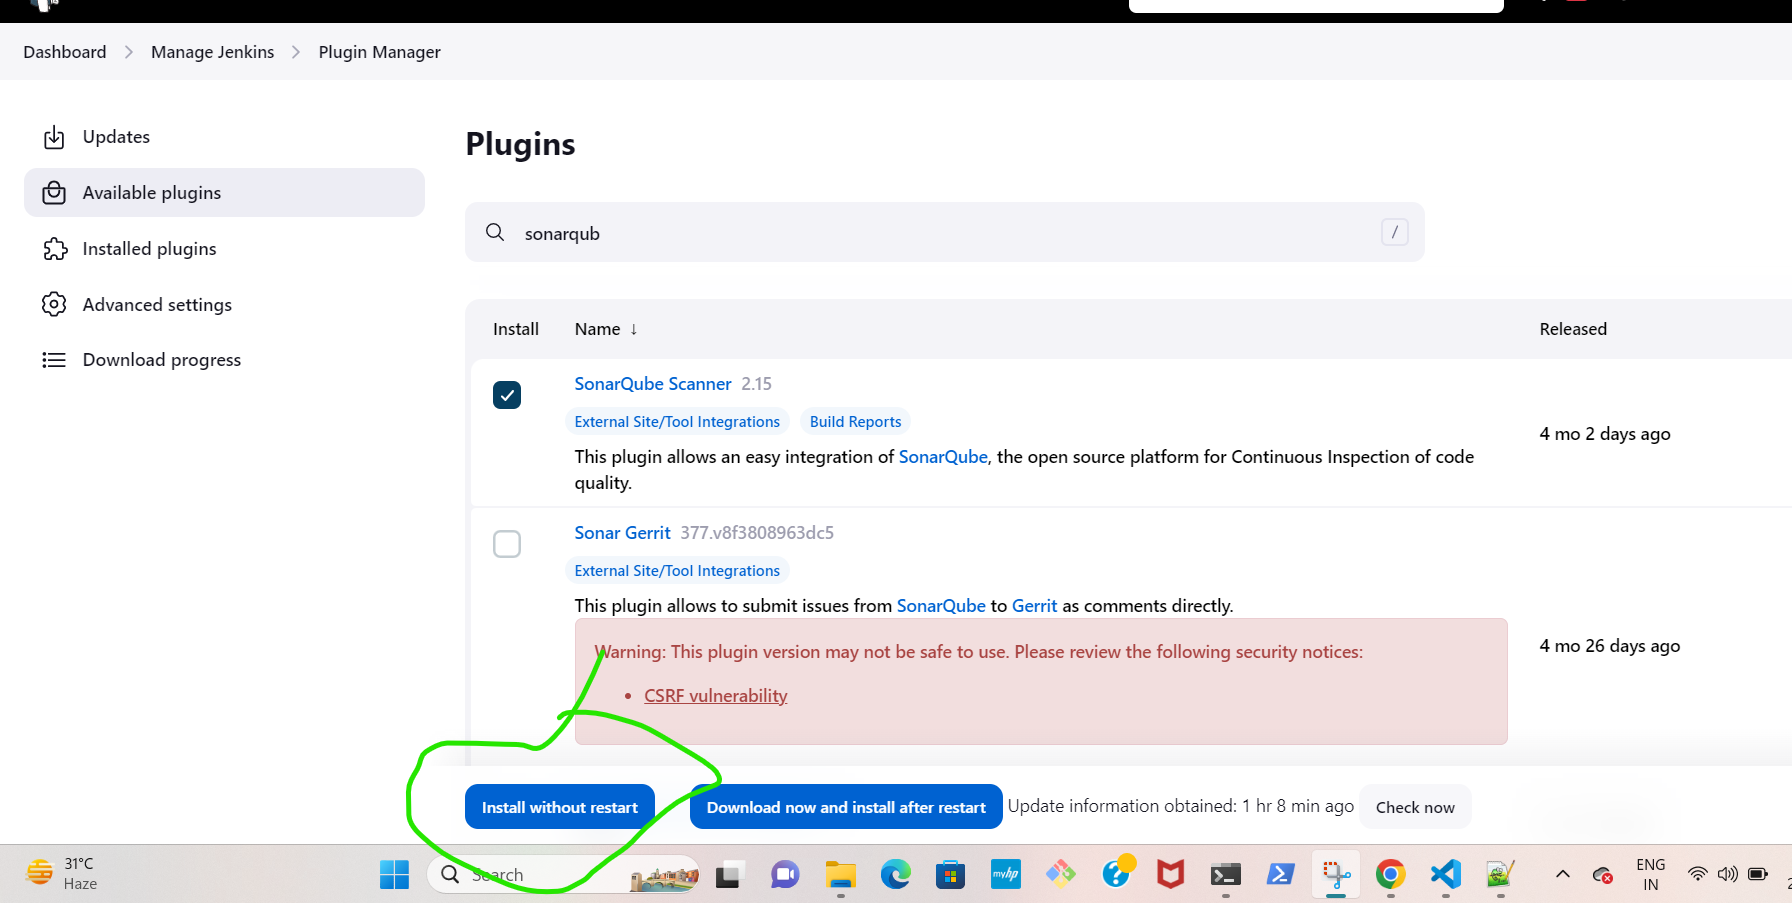 Dashboard > Manage Jenkins > Plugin Manager
Updates
Available plugins
Installed plugins
Advanced settings
Download progress
Plugins
sonarqub /
Install Name ↓ Released
SonarQube Scanner 2.15
External Site/Tool Integrations Build Reports
This plugin allows an easy integration of SonarQube, the open source platform for Continuous Inspection of code
quality.
4 mo 2 days ago
Sonar Gerrit 377.v8f3808963dc5
External Site/Tool Integrations
This plugin allows to submit issues from SonarQube to Gerrit as comments directly.
Warning: This plugin version may not be safe to use. Please review the following security notices:
• CSRF vulnerability
4 mo 26 days ago
Install without restart Download now and install after restart Update information obtained: 1 hr 8 min ago Check now
31°C
Haze
Search
myhp
ENG
IN